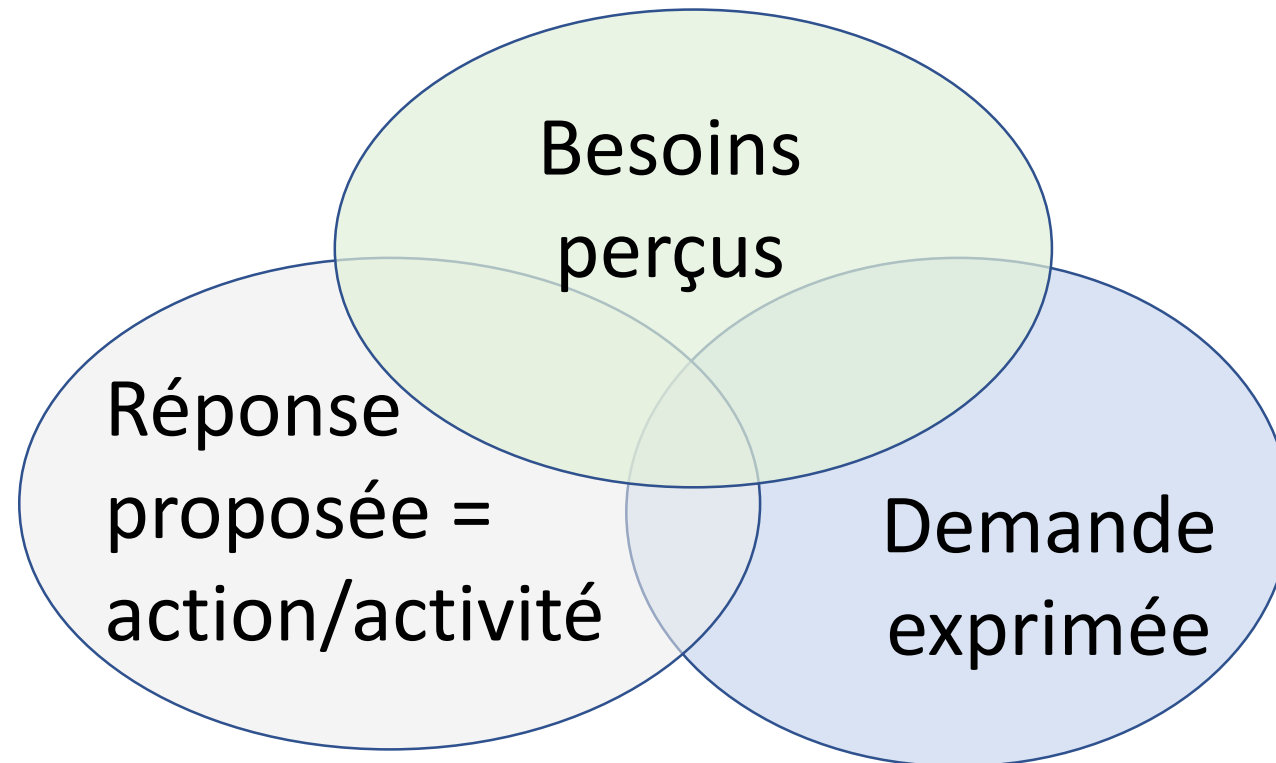 Besoins
perçus
Réponse
proposée =
action/activité
Demande
exprimée